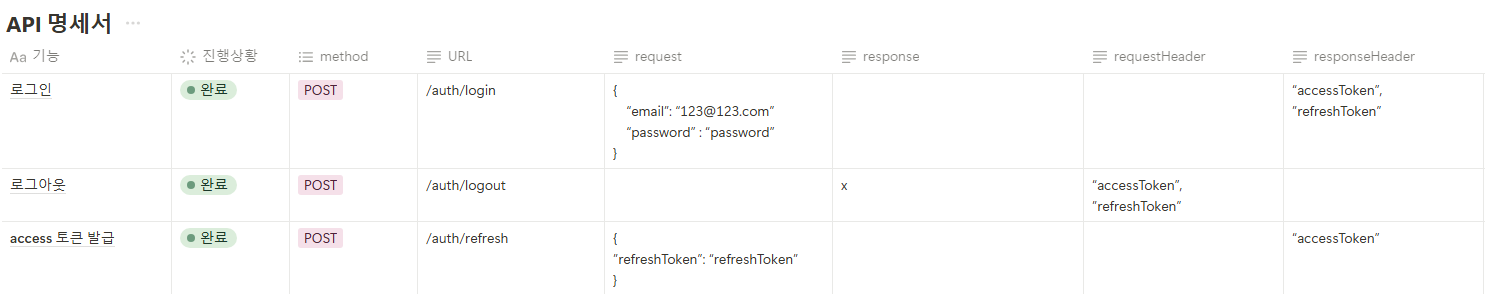 API 명세서 ...
Aa 기능 진행상황 method URL request response requestHeader responseHeader
로그인 완료 POST /auth/login { “accessToken”,
“email”: “123@123.com” “refreshToken”
“password” : “password”
}
로그아웃 완료 POST /auth/logout x “accessToken”,
”refreshToken”
access 토큰 발급 완료 POST /auth/refresh { “accessToken”
“refreshToken”: “refreshToken”
}